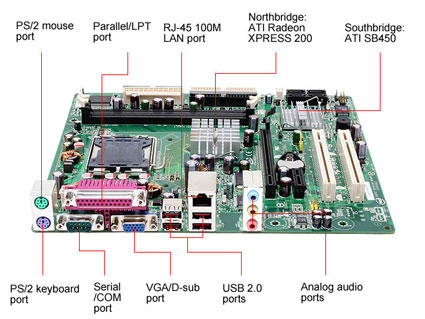 PS/2 mouse
port
Parallel/LPT
port
RJ-45 100M
LAN port
Northbridge:
ATI Radeon
XPRESS 200
Southbridge:
ATI SB450
PS/2 keyboard
port
Serial
/COM
port
VGA/D-sub
port
USB 2.0
ports
Analog audio
ports